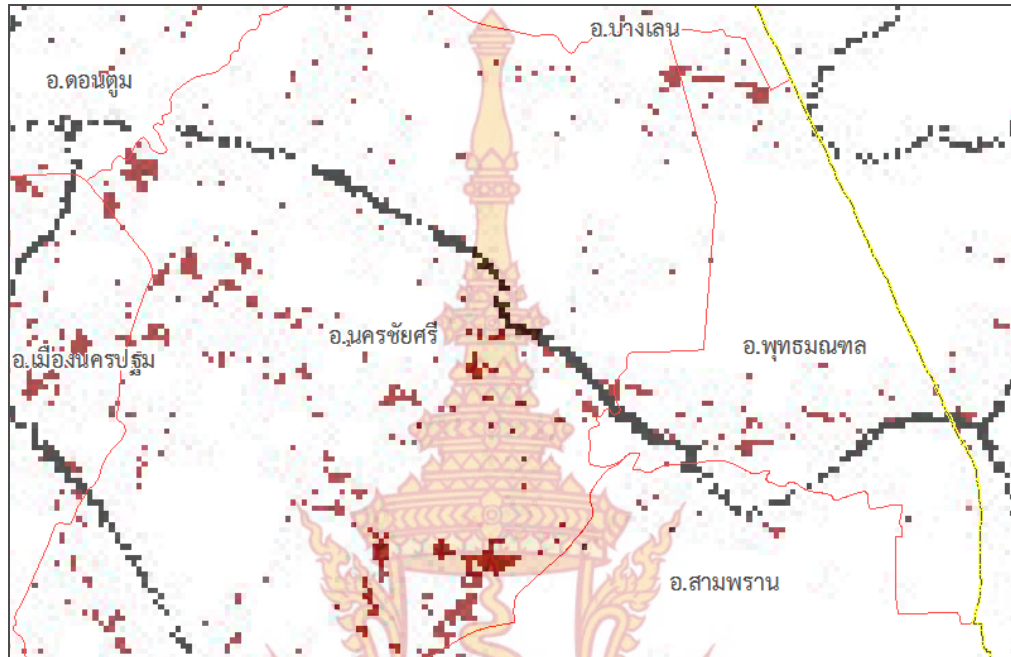 อ.บางเลน
อ.ดอนตูม
อ.นครชัยศรี
อ.พุทธมณฑล
อ.เมืองนครปฐม
อ.สามพราน